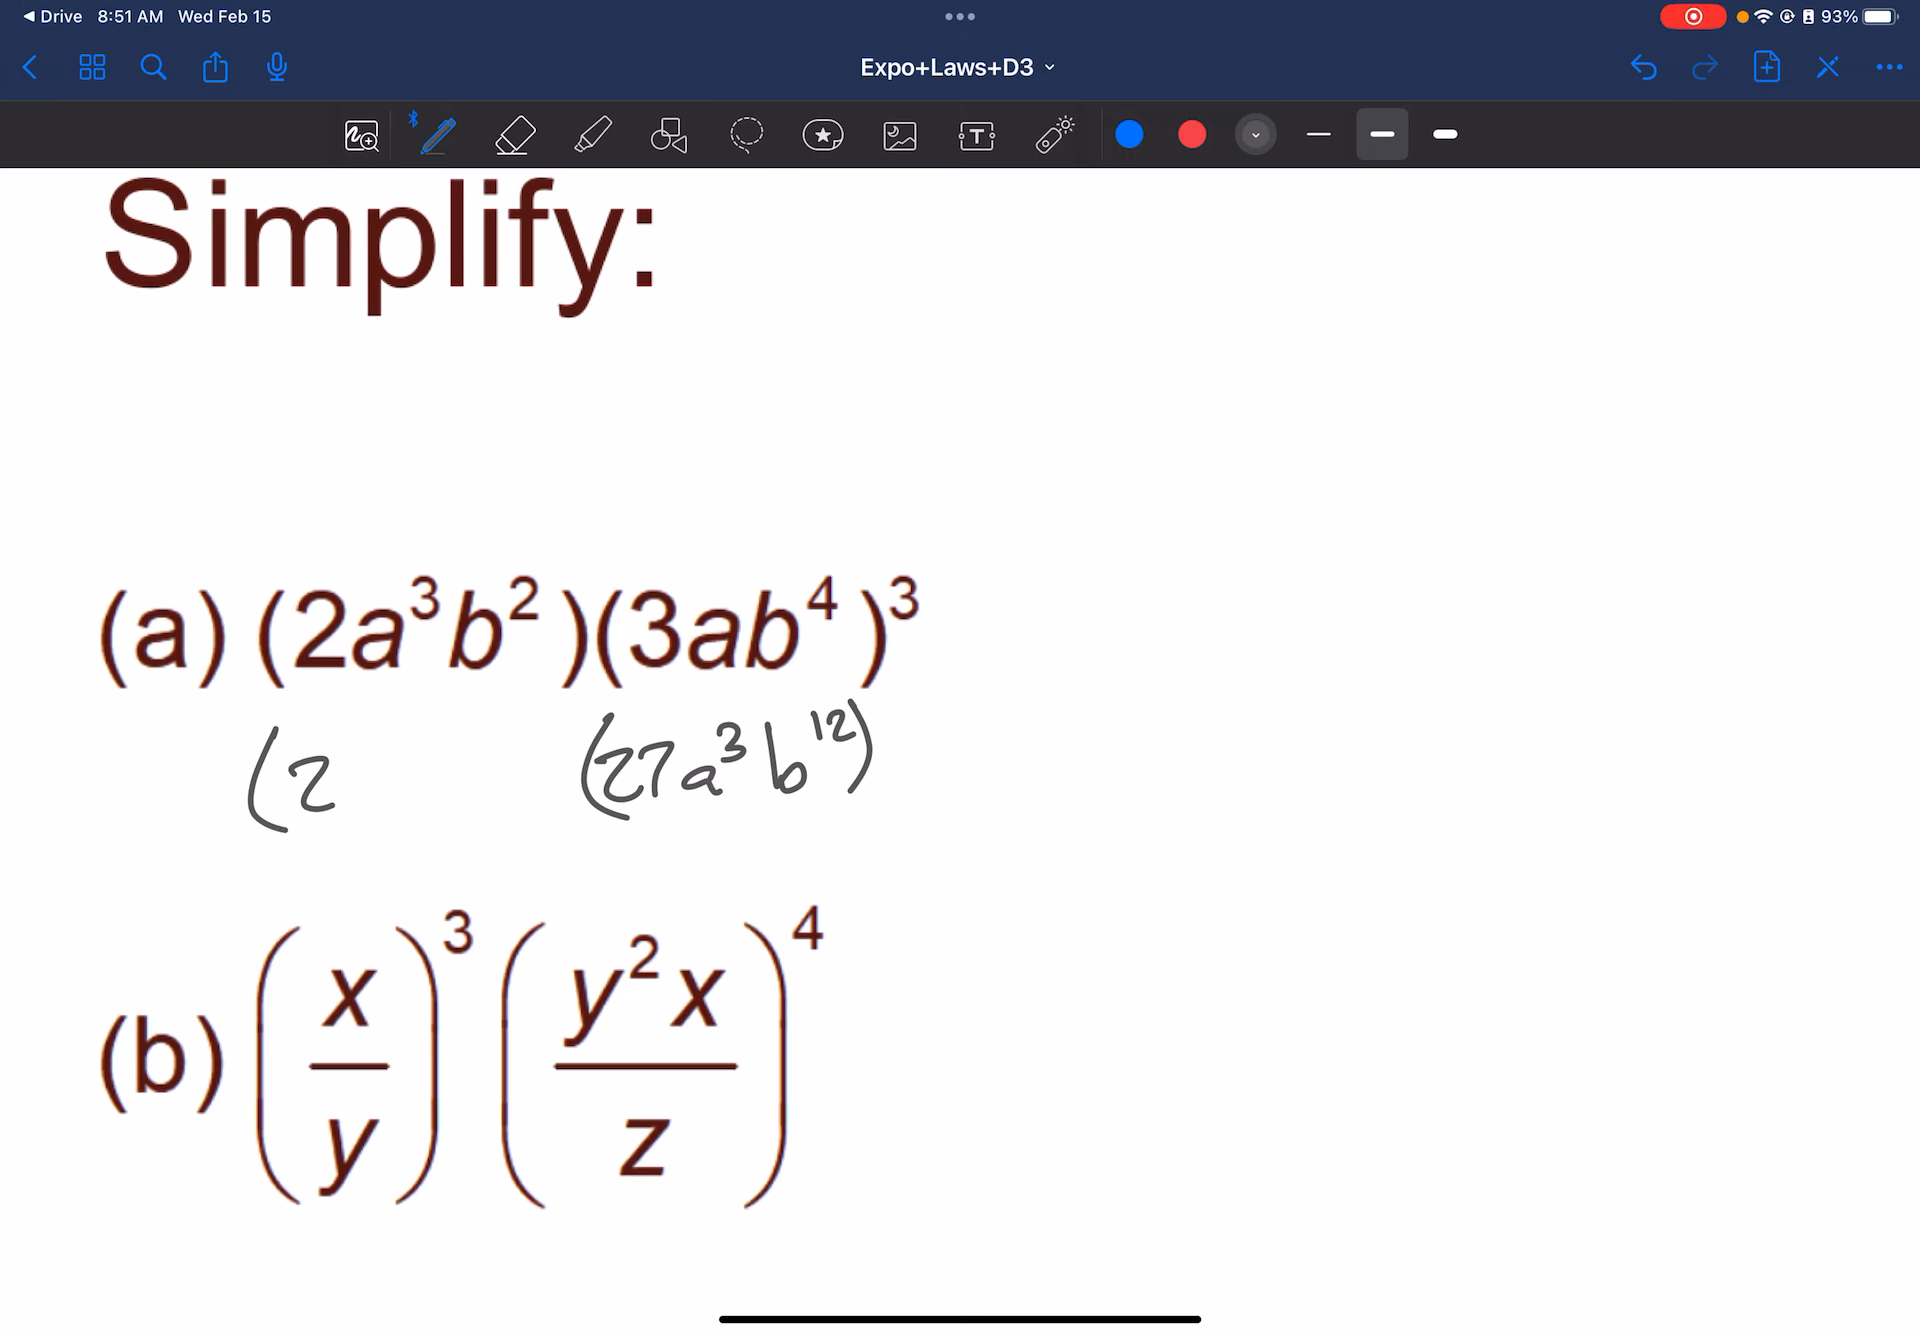 ◀ Drive 8:51 AM Wed Feb 15 93%
Expo+Laws+D3
Simplify:
(a) (2a³b²)(3ab⁴)³
(2 (27a³b¹²)
(b) (x/y)³ (y²x/z)⁴